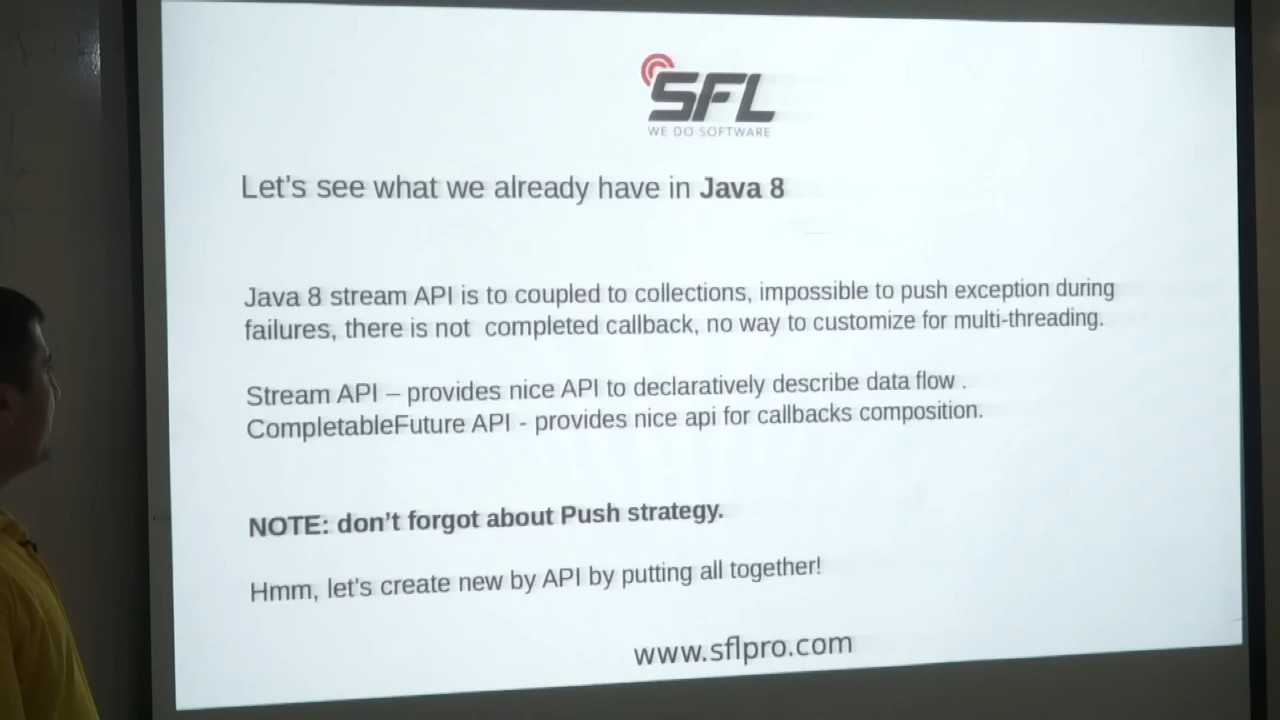 SFL
WE DO SOFTWARE
Let's see what we already have in Java 8
Java 8 stream API is to coupled to collections, impossible to push exception during
failures, there is not completed callback, no way to customize for multi-threading.
Stream API – provides nice API to declaratively describe data flow .
CompletableFuture API - provides nice api for callbacks composition.
NOTE: don't forgot about Push strategy.
Hmm, let's create new by API by putting all together!
www.sflpro.com